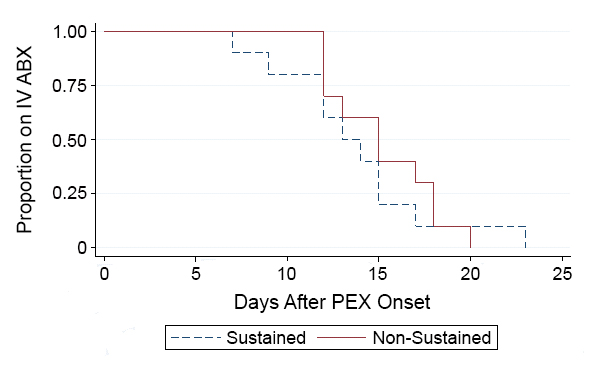 Proportion on IV ABX
1.00
0.75
0.50
0.25
0
0 5 10 15 20 25
Days After PEX Onset
Sustained Non-Sustained